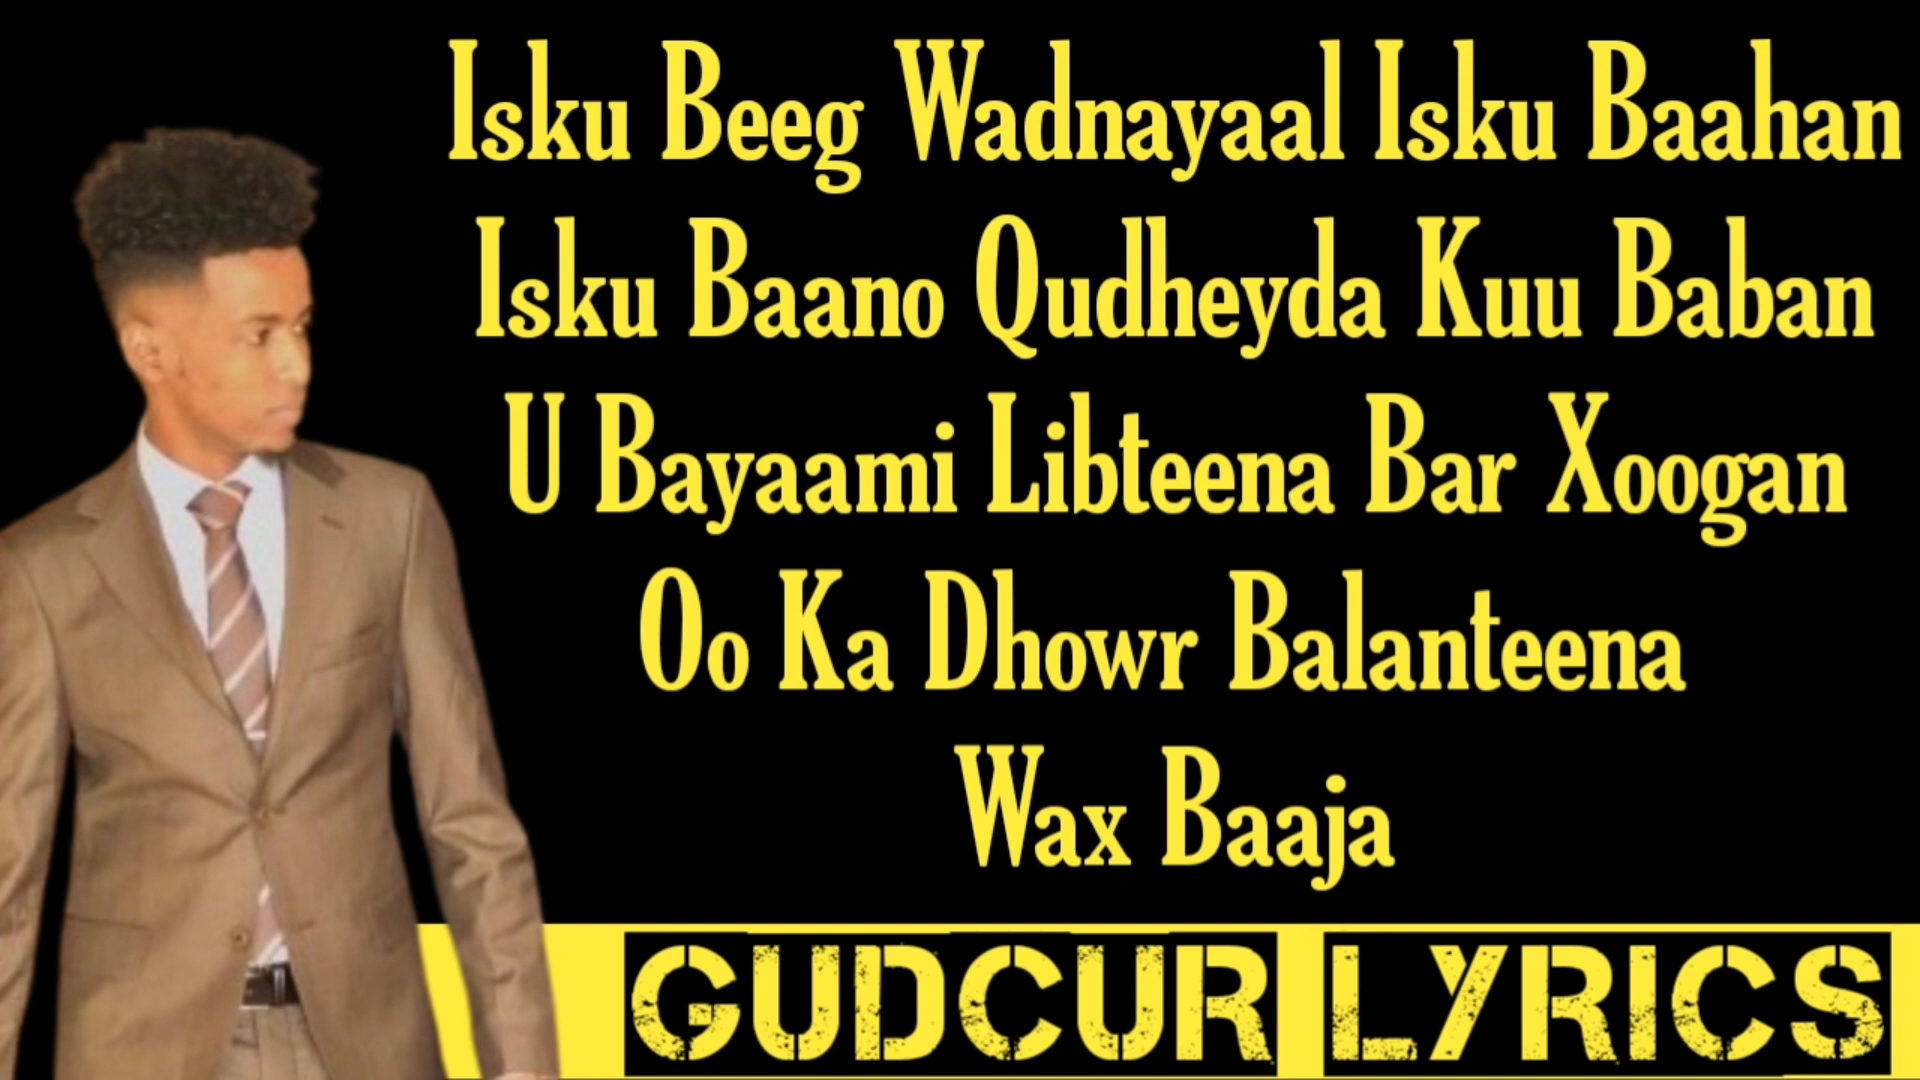 Isku Beeg Wadnayaal Isku Baahan
Isku Baano Qudheyda Kuu Baban
U Bayaami Libteena Bar Xoogan
Oo Ka Dhowr Balanteena
Wax Baaja
GUDCUR LYRICS